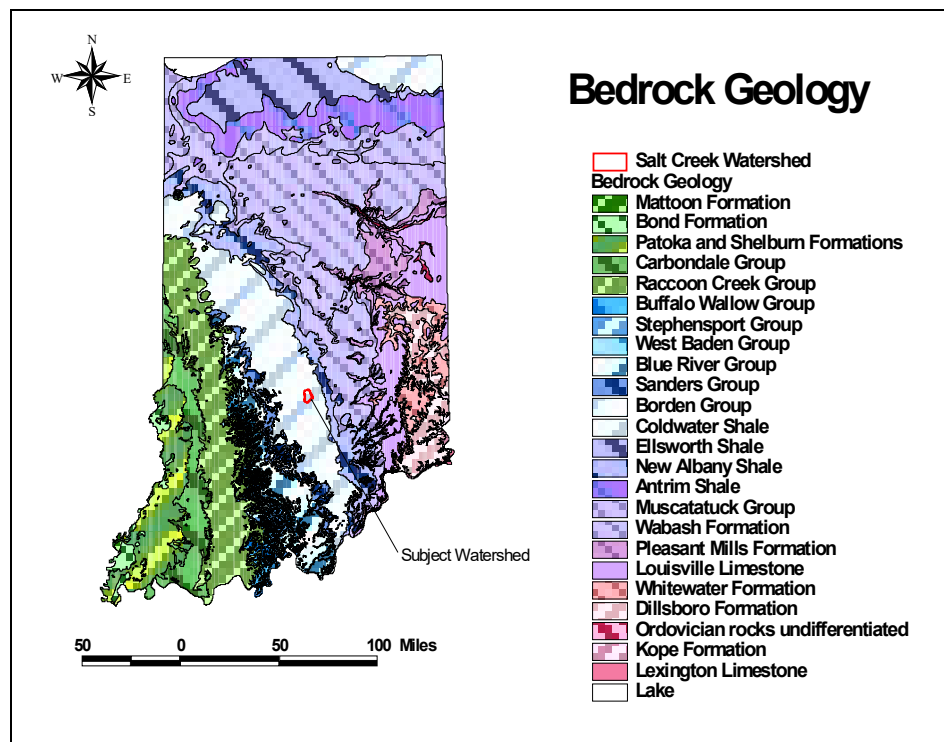 N
W E
S
Bedrock Geology
Salt Creek Watershed
Bedrock Geology
Mattoon Formation
Bond Formation
Patoka and Shelburn Formations
Carbondale Group
Raccoon Creek Group
Buffalo Wallow Group
Stephensport Group
West Baden Group
Blue River Group
Sanders Group
Borden Group
Coldwater Shale
Ellsworth Shale
New Albany Shale
Antrim Shale
Muscatatuck Group
Wabash Formation
Pleasant Mills Formation
Louisville Limestone
Whitewater Formation
Dillsboro Formation
Ordovician rocks undifferentiated
Kope Formation
Lexington Limestone
Lake
Subject Watershed
50 0 50 100 Miles